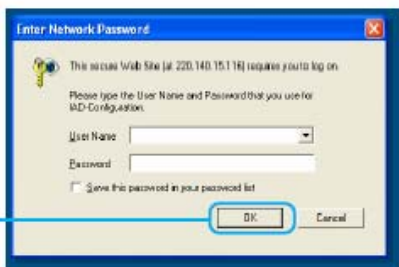 Enter Network Password
This secure Web Site (at 220.140.15.116) requires you to log on.
Please type the User Name and Password that you use for
IAD-Configuration.
User Name
Password
Save this password in your password list
OK
Cancel